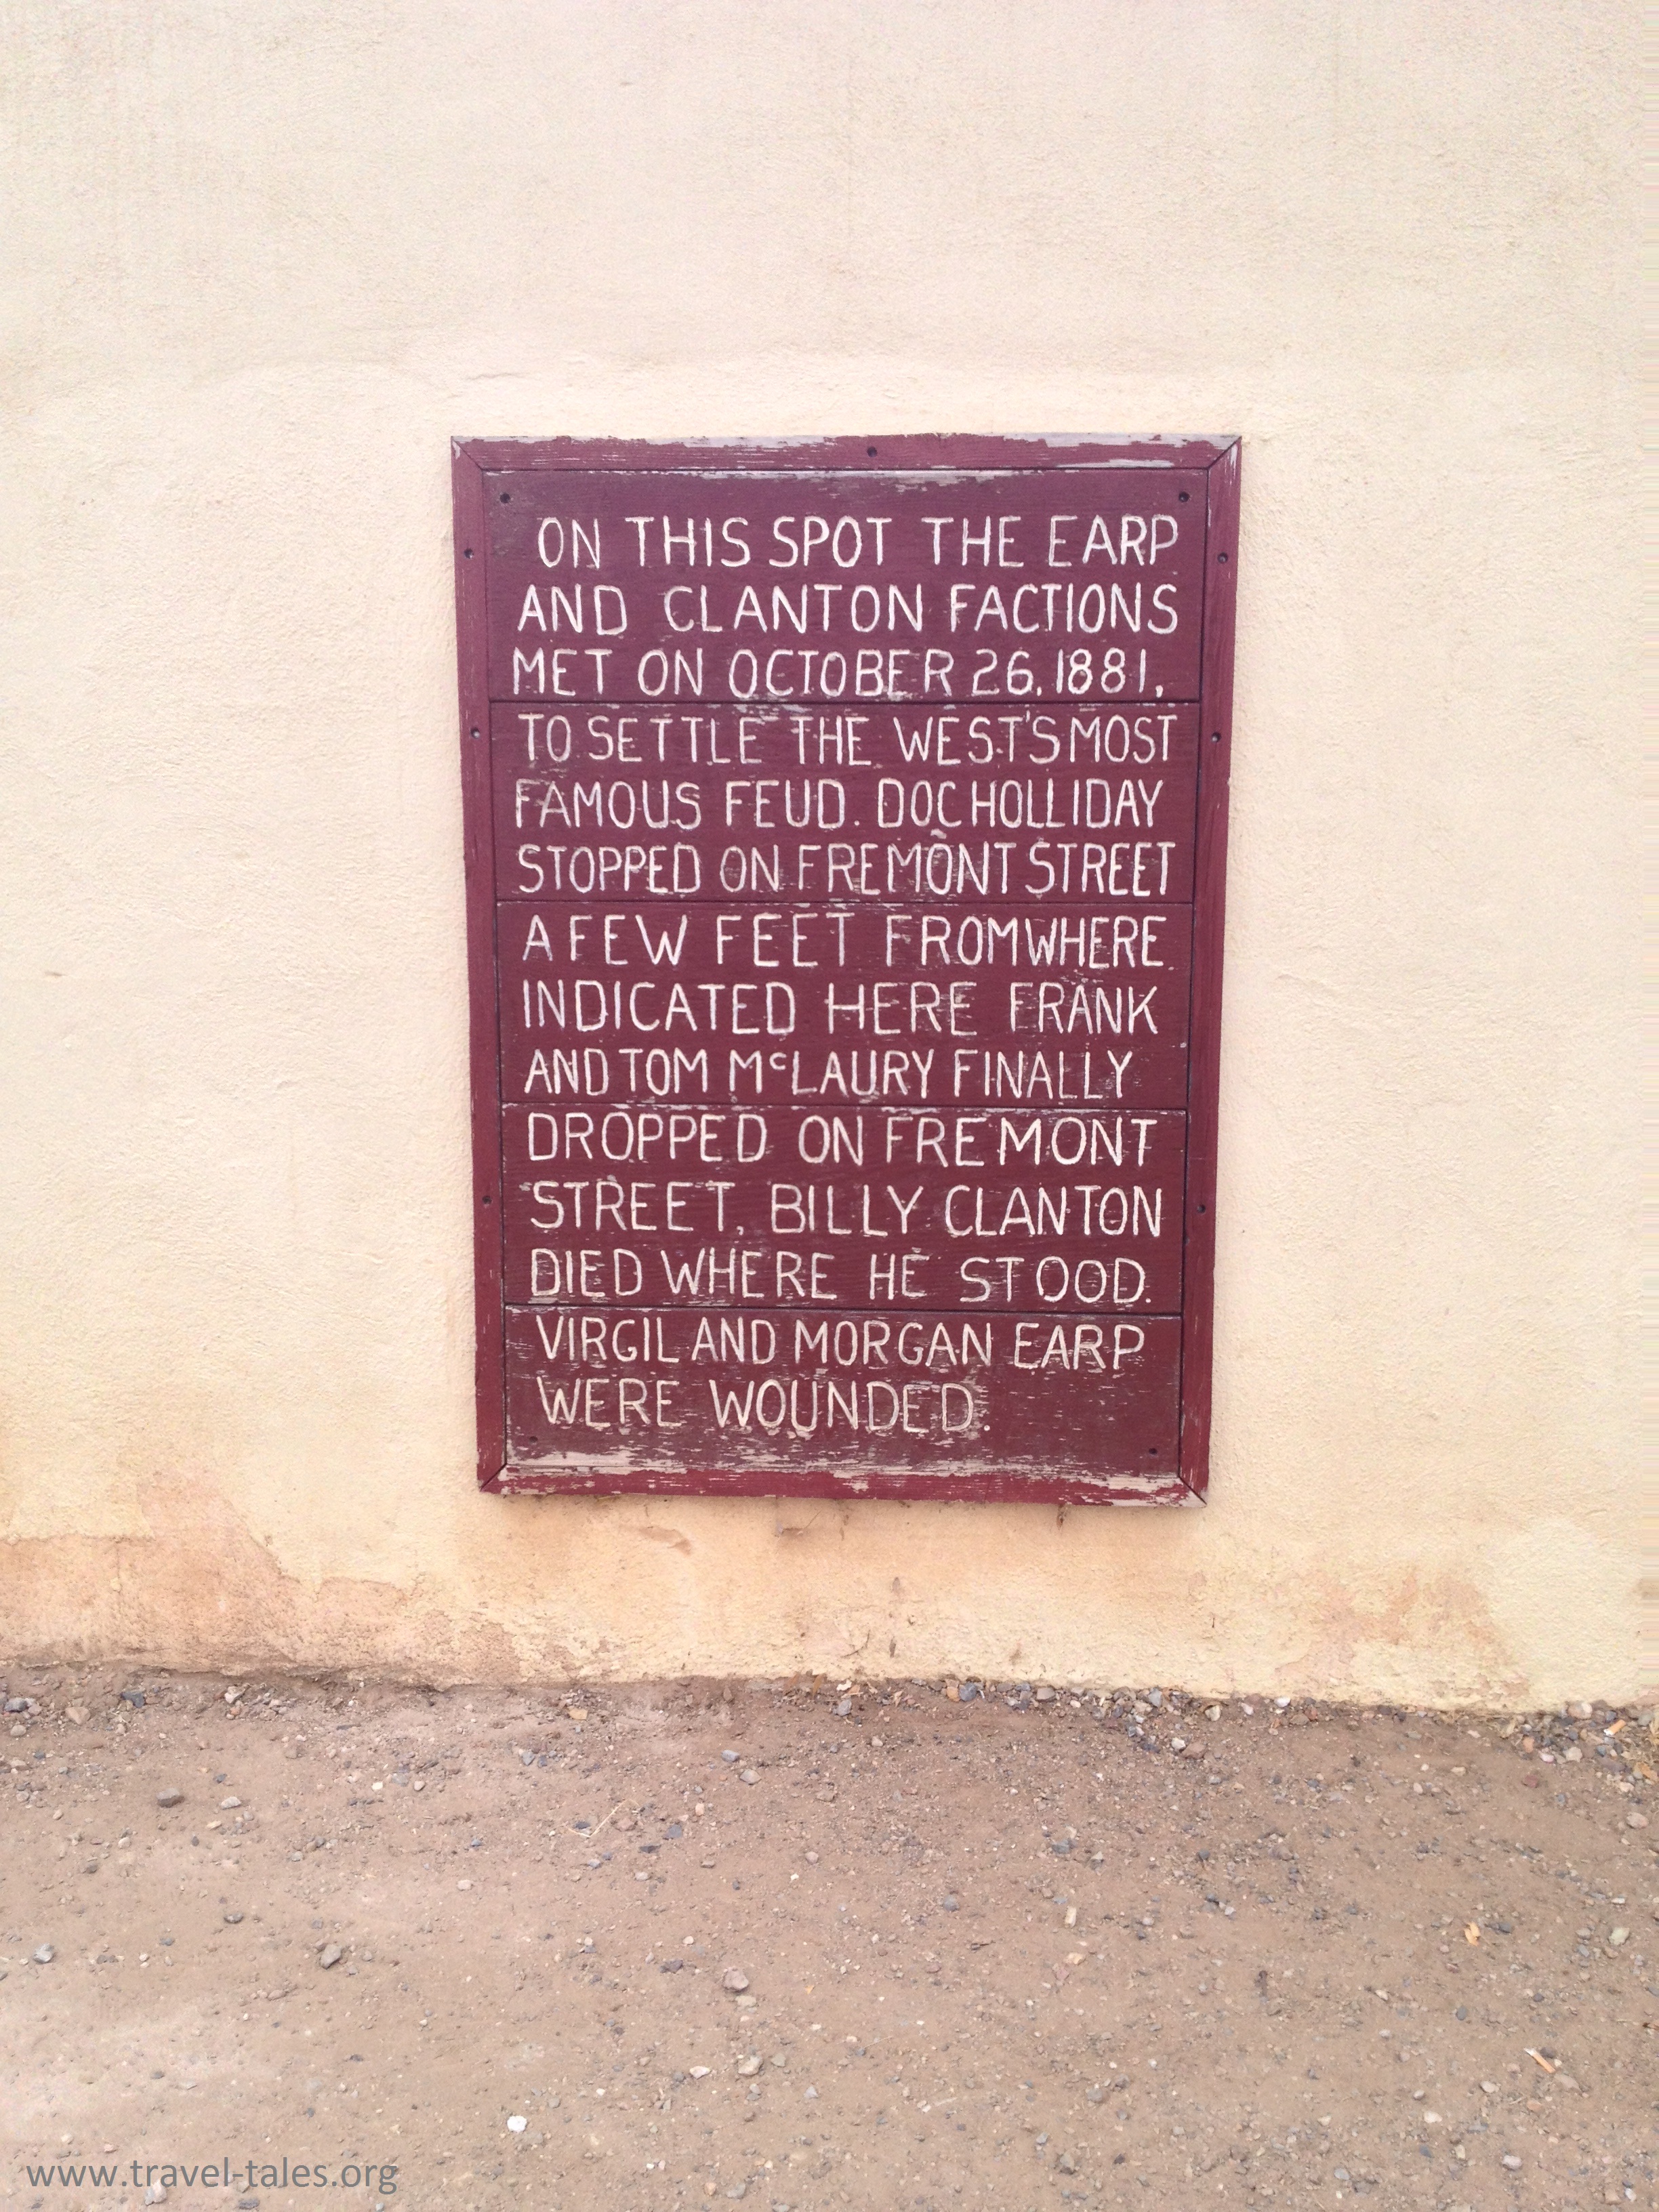 ON THIS SPOT THE EARP
AND CLANTON FACTIONS
MET ON OCTOBER 26, 1881,
TO SETTLE THE WEST'S MOST
FAMOUS FEUD. DOC HOLLIDAY
STOPPED ON FREMONT STREET
A FEW FEET FROM WHERE
INDICATED HERE FRANK
AND TOM McLAURY FINALLY
DROPPED ON FREMONT
STREET, BILLY CLANTON
DIED WHERE HE STOOD.
VIRGIL AND MORGAN EARP
WERE WOUNDED.
www.travel-tales.org